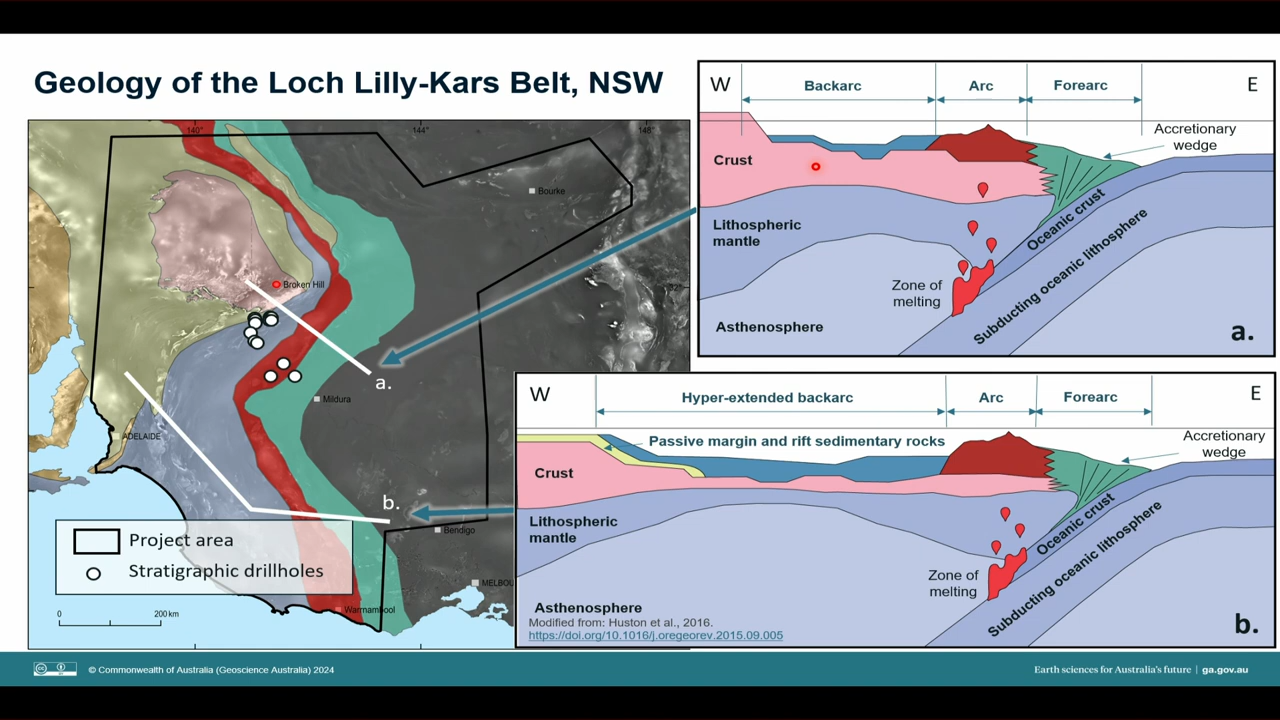 Geology of the Loch Lilly-Kars Belt, NSW
140°
144°
148°
Bourke
Broken Hill
32°
Mildura
a.
ADELAIDE
b.
Bendigo
Project area
Stratigraphic drillholes
MELBOU
Warrnambool
0
200 km
W
Backarc
Arc
Forearc
E
Accretionary
wedge
Crust
Lithospheric
mantle
Oceanic crust
Zone of
melting
Subducting oceanic lithosphere
Asthenosphere
a.
W
Hyper-extended backarc
Arc
Forearc
E
Passive margin and rift sedimentary rocks
Accretionary
wedge
Crust
Lithospheric
mantle
Oceanic crust
Zone of
melting
Subducting oceanic lithosphere
Asthenosphere
Modified from: Huston et al., 2016.
https://doi.org/10.1016/j.oregeorev.2015.09.005
b.
© Commonwealth of Australia (Geoscience Australia) 2024
Earth sciences for Australia's future | ga.gov.au